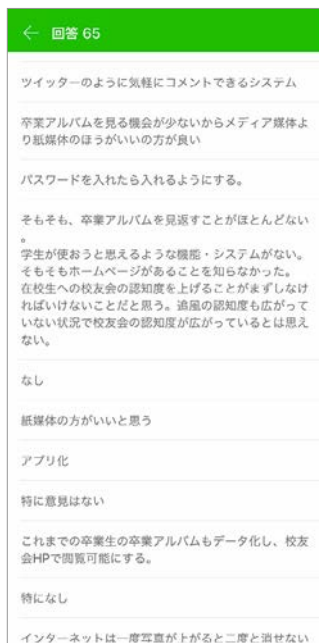 ← 回答 65
ツイッターのように気軽にコメントできるシステム
卒業アルバムを見る機会が少ないからメディア媒体よ
り紙媒体のほうがいいの方が良い
パスワードを入れたら入れるようにする。
そもそも、卒業アルバムを見返すことがほとんどない
。
学生が使おうと思えるような機能・システムがない。
そもそもホームページがあることを知らなかった。
在校生への校友会の認知度を上げることがまずしなけ
ればいけないことだと思う。追風の認知度も広がって
いない状況で校友会の認知度が広がっているとは思え
ない。
なし
紙媒体の方がいいと思う
アプリ化
特に意見はない
これまでの卒業生の卒業アルバムもデータ化し、校友
会HPで閲覧可能にする。
特になし
インターネットは一度写真が上がると二度と消せない